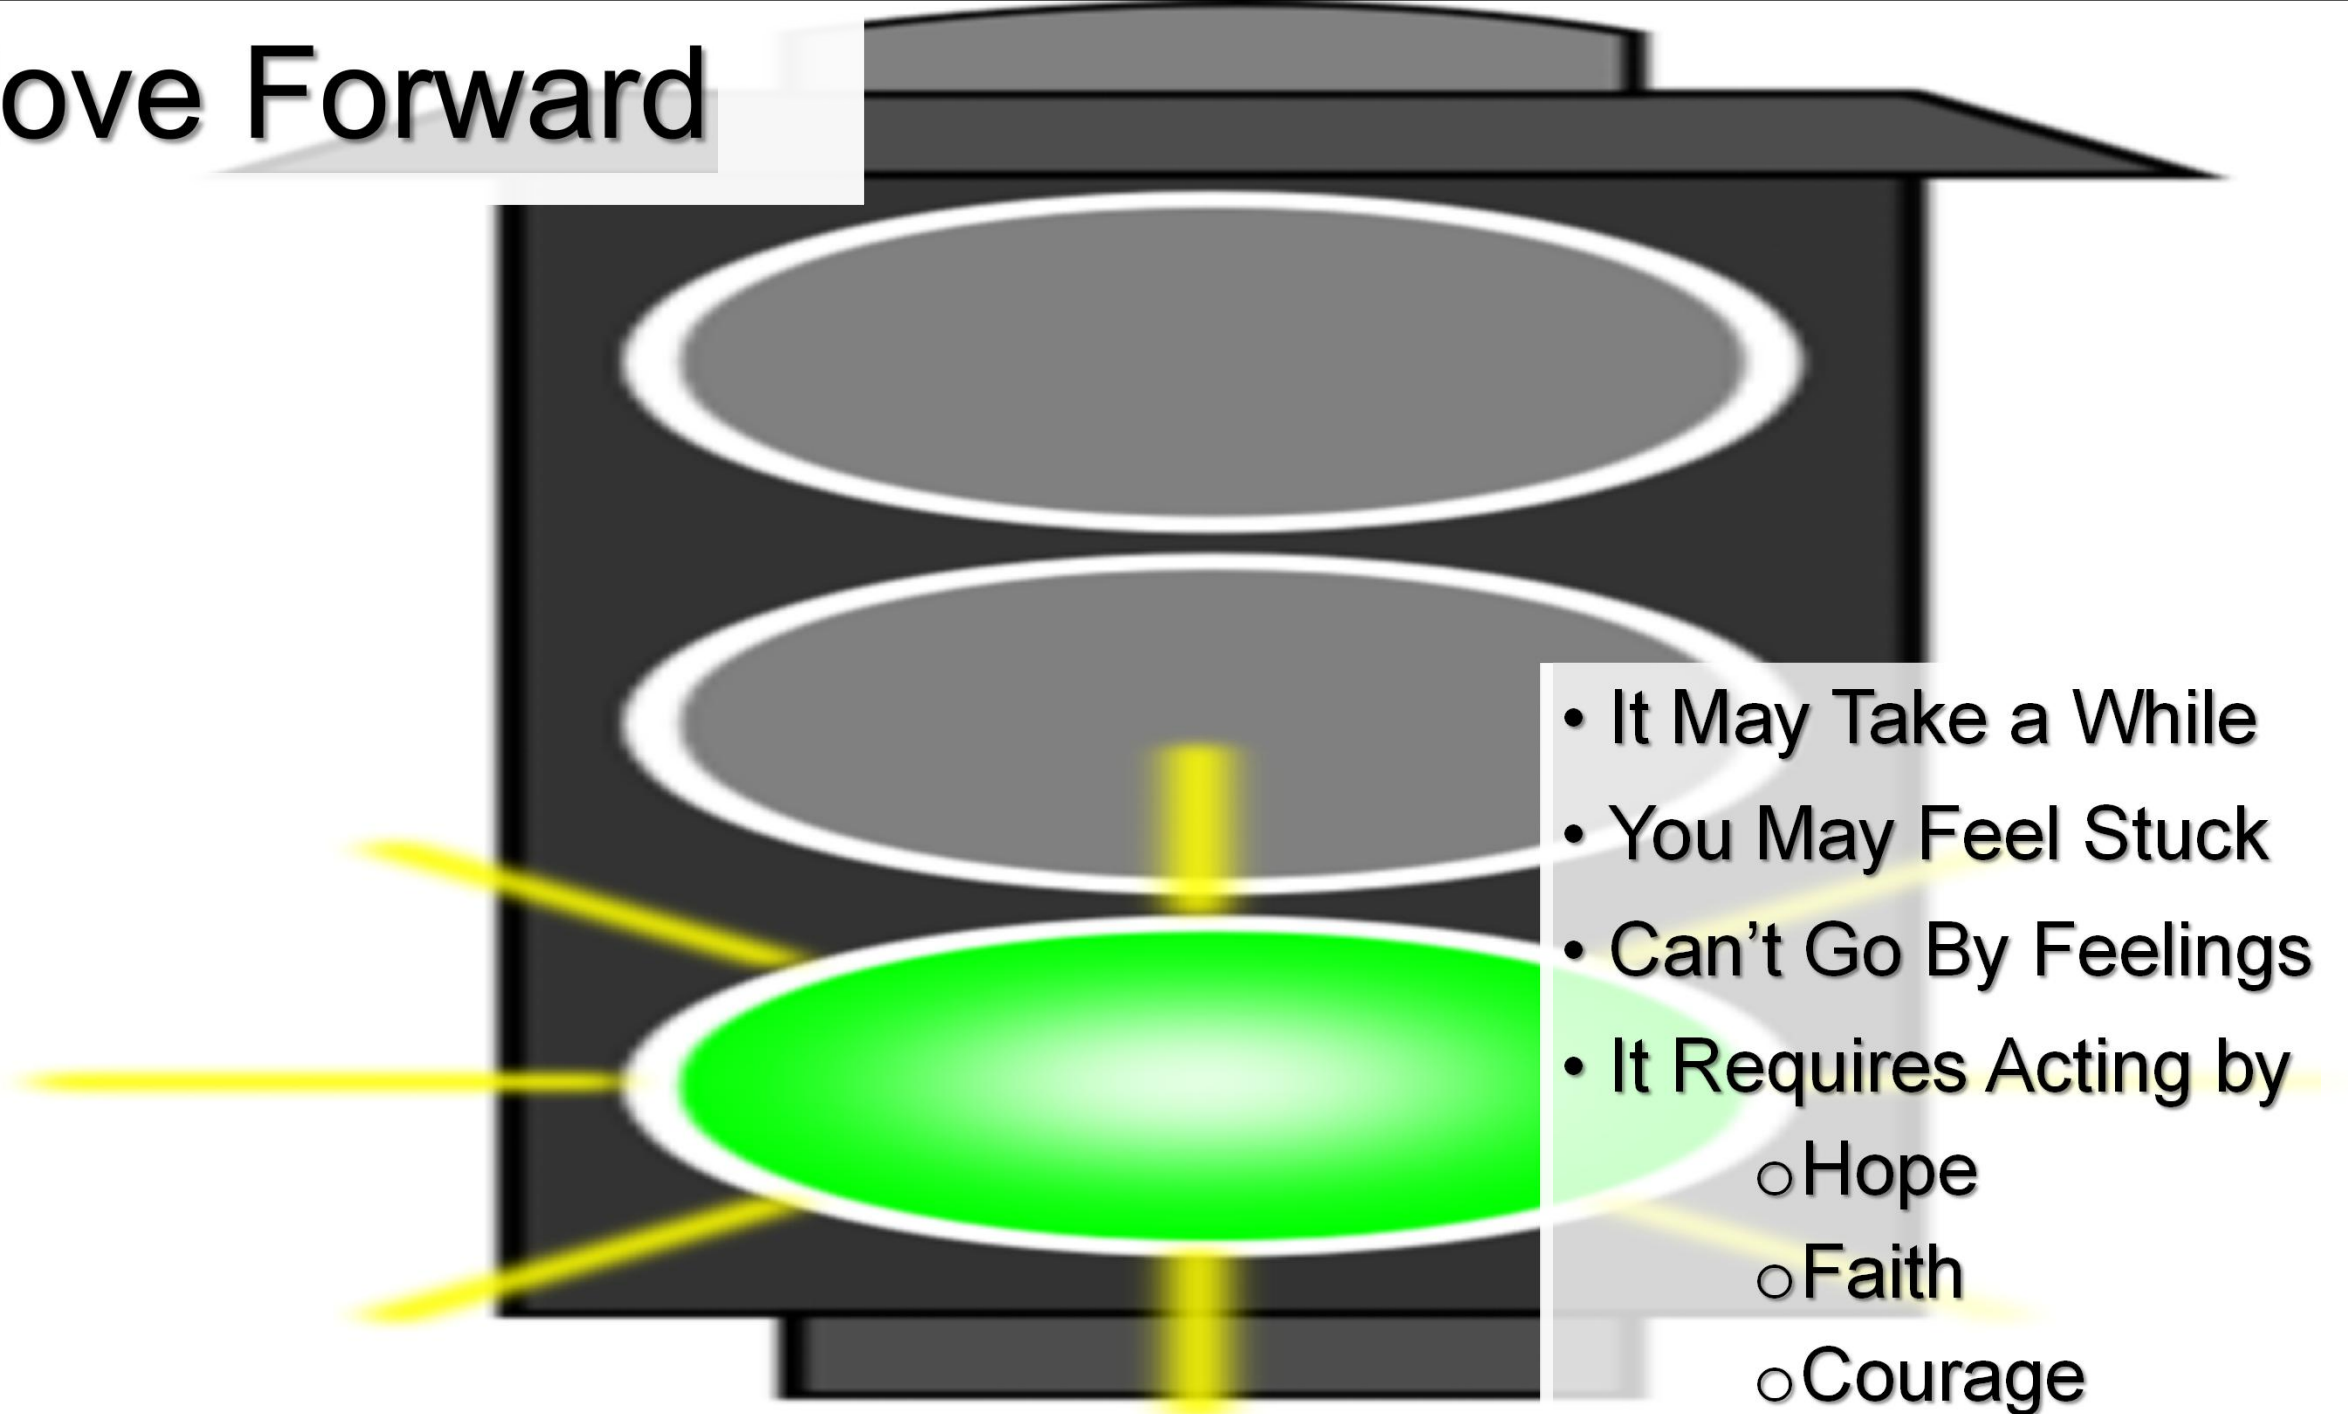 ove Forward
• It May Take a While
• You May Feel Stuck
• Can’t Go By Feelings
• It Requires Acting by
○Hope
○Faith
○Courage